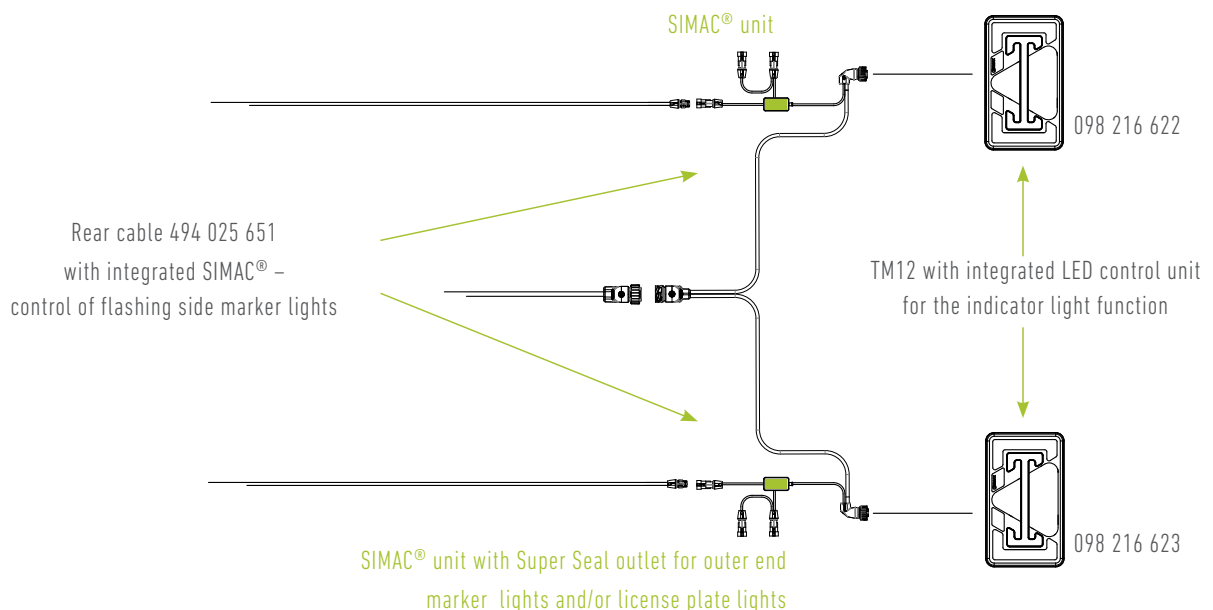 SIMAC® unit
098 216 622
Rear cable 494 025 651
with integrated SIMAC® –
control of flashing side marker lights
TM12 with integrated LED control unit
for the indicator light function
098 216 623
SIMAC® unit with Super Seal outlet for outer end
marker lights and/or license plate lights